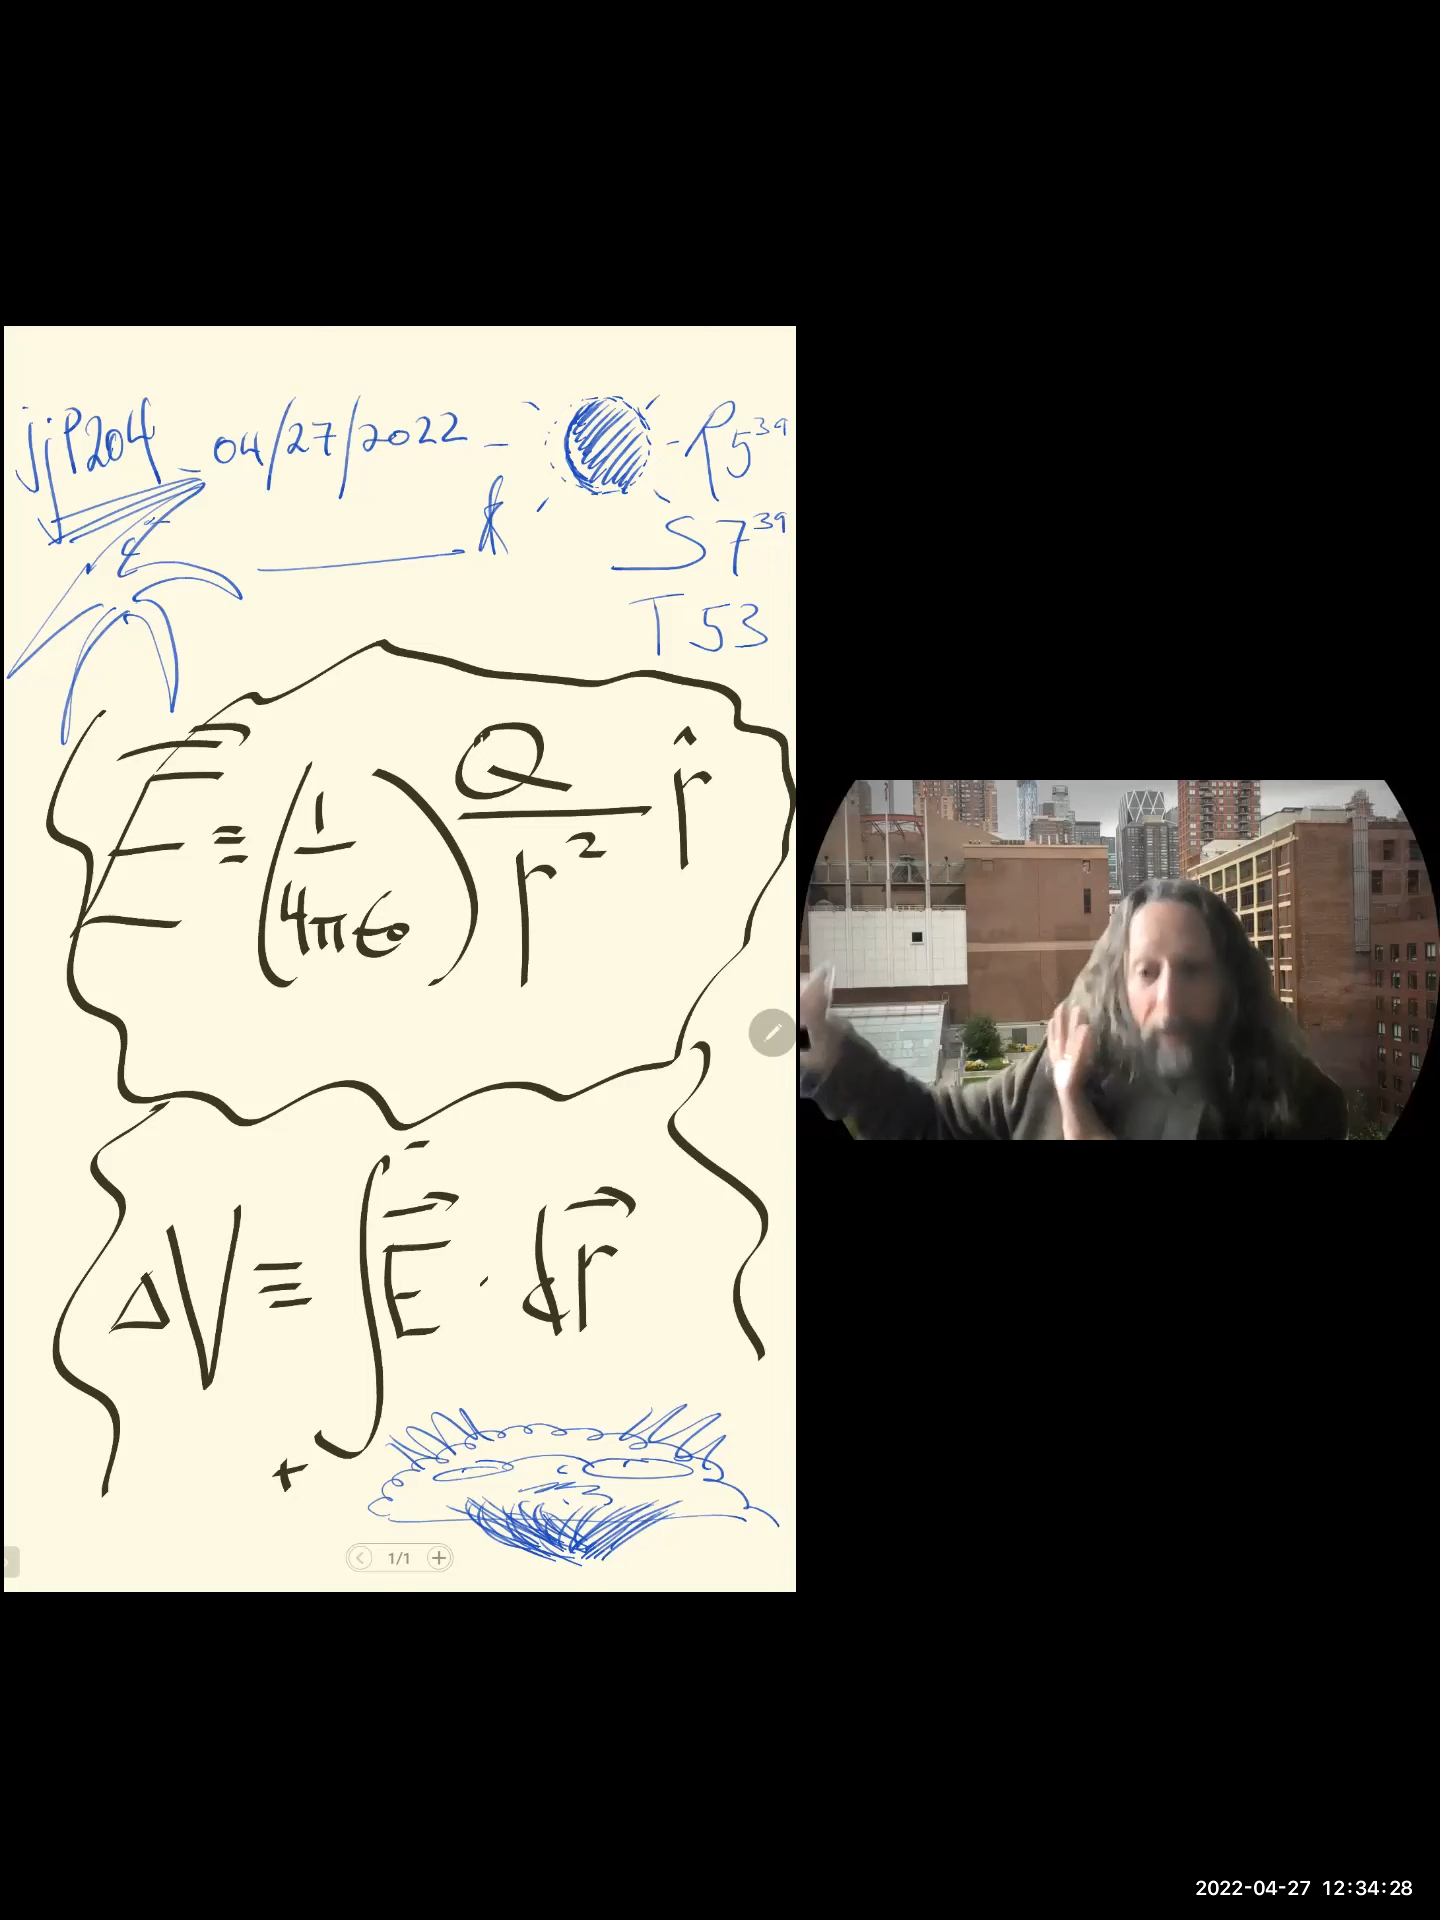 jjP204 - 04/27/2022 - - R5³⁹
S7³⁹
T 53
E⃗ = (1/4πϵ₀) Q/r² r̂
ΔV ≡ ∫₊⁻ E⃗ · dr⃗
1/1
2022-04-27 12:34:28